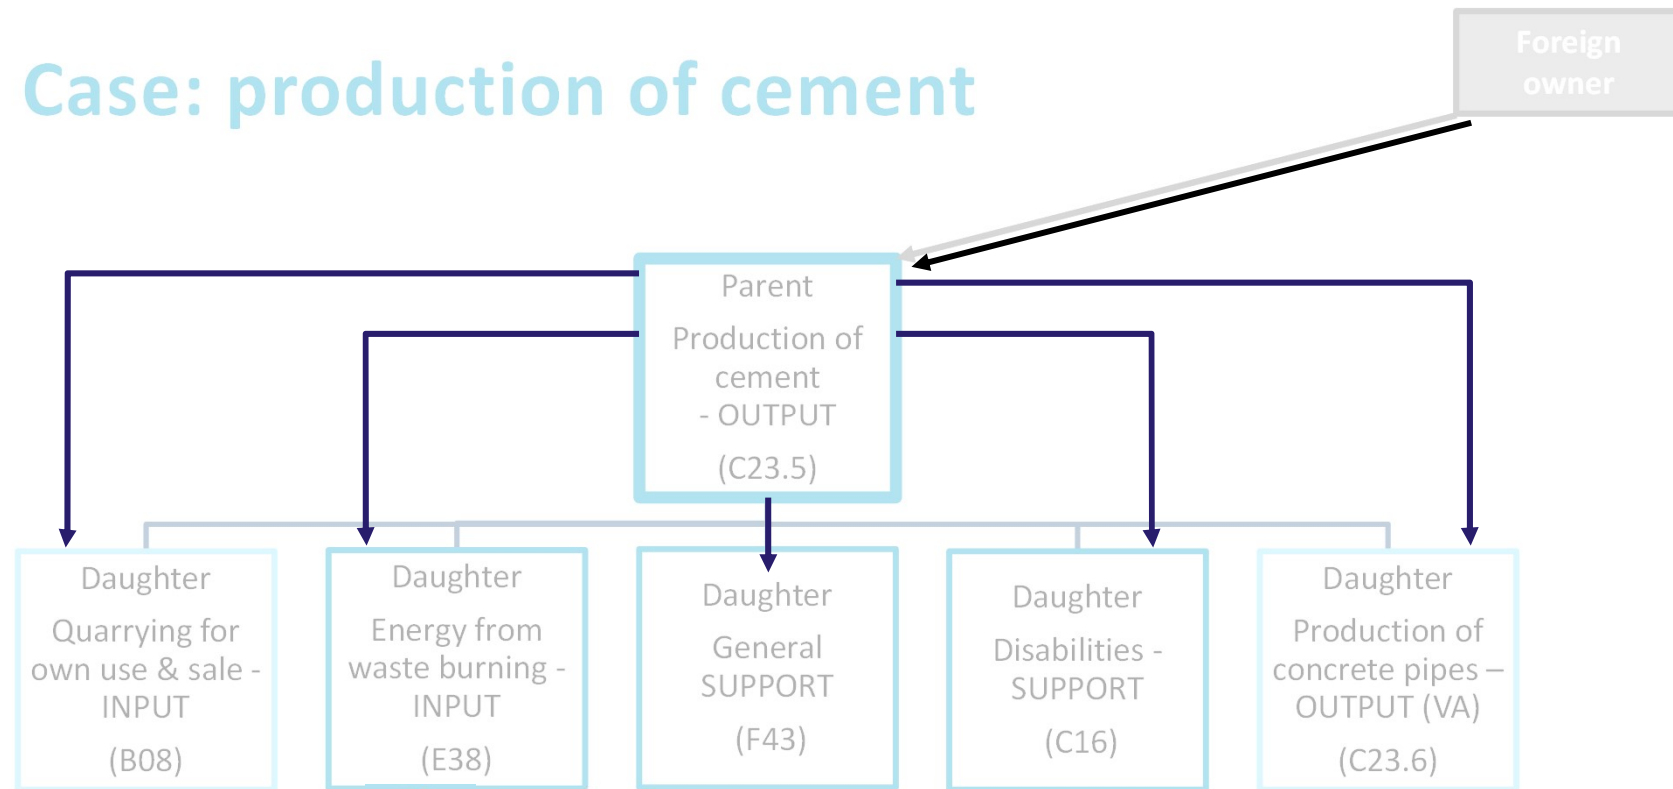 Foreign
owner
Case: production of cement
Parent
Production of
cement
- OUTPUT
(C23.5)
Daughter
Quarrying for
own use & sale -
INPUT
(B08)
Daughter
Energy from
waste burning -
INPUT
(E38)
Daughter
General
SUPPORT
(F43)
Daughter
Disabilities -
SUPPORT
(C16)
Daughter
Production of
concrete pipes –
OUTPUT (VA)
(C23.6)